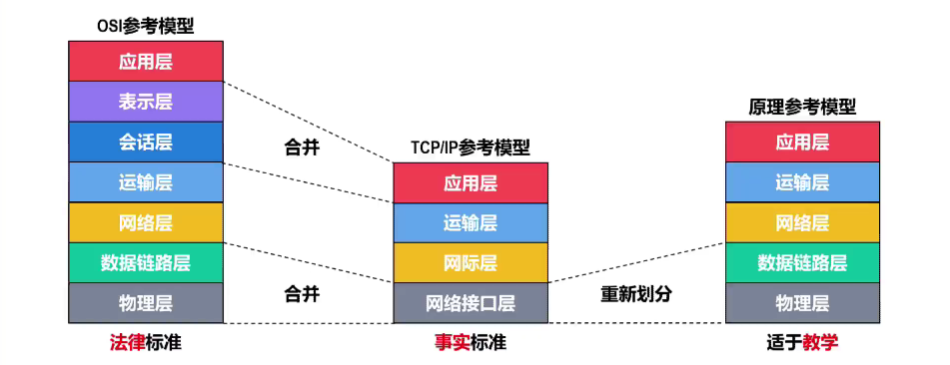 OSI参考模型
应用层
表示层
会话层
运输层
网络层
数据链路层
物理层
法律标准
合并
合并
TCP/IP参考模型
应用层
运输层
网际层
网络接口层
事实标准
重新划分
原理参考模型
应用层
运输层
网络层
数据链路层
物理层
适于教学